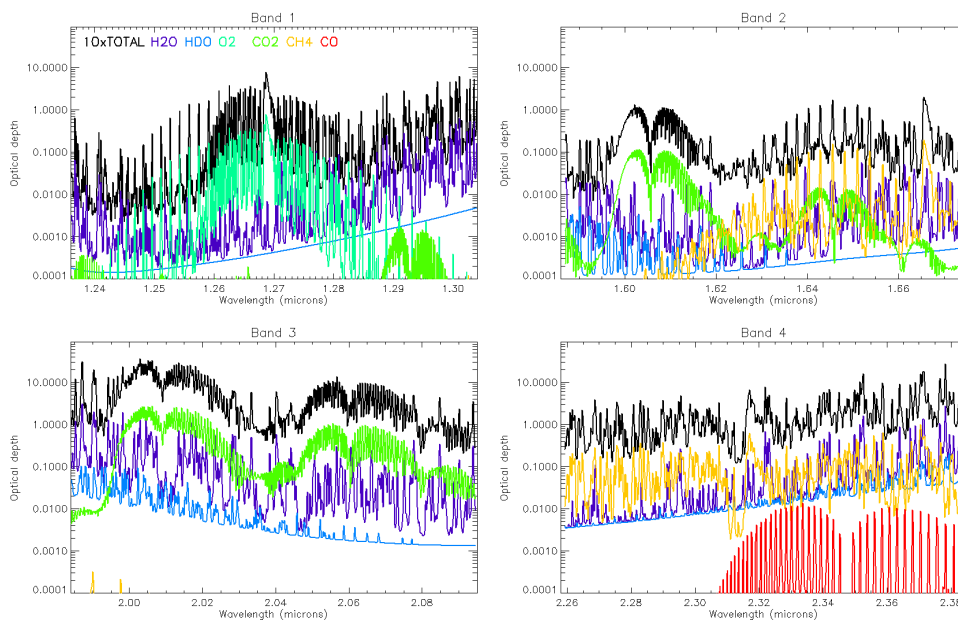 Band 1
10xTOTAL H2O HDO O2 CO2 CH4 CO
10.0000
1.0000
0.1000
0.0100
0.0010
0.0001
Optical depth
1.24 1.25 1.26 1.27 1.28 1.29 1.30
Wavelength (microns)
Band 2
10.0000
1.0000
0.1000
0.0100
0.0010
0.0001
Optical depth
1.60 1.62 1.64 1.66
Wavelength (microns)
Band 3
10.0000
1.0000
0.1000
0.0100
0.0010
0.0001
Optical depth
2.00 2.02 2.04 2.06 2.08
Wavelength (microns)
Band 4
10.0000
1.0000
0.1000
0.0100
0.0010
0.0001
Optical depth
2.26 2.28 2.30 2.32 2.34 2.36 2.38
Wavelength (microns)